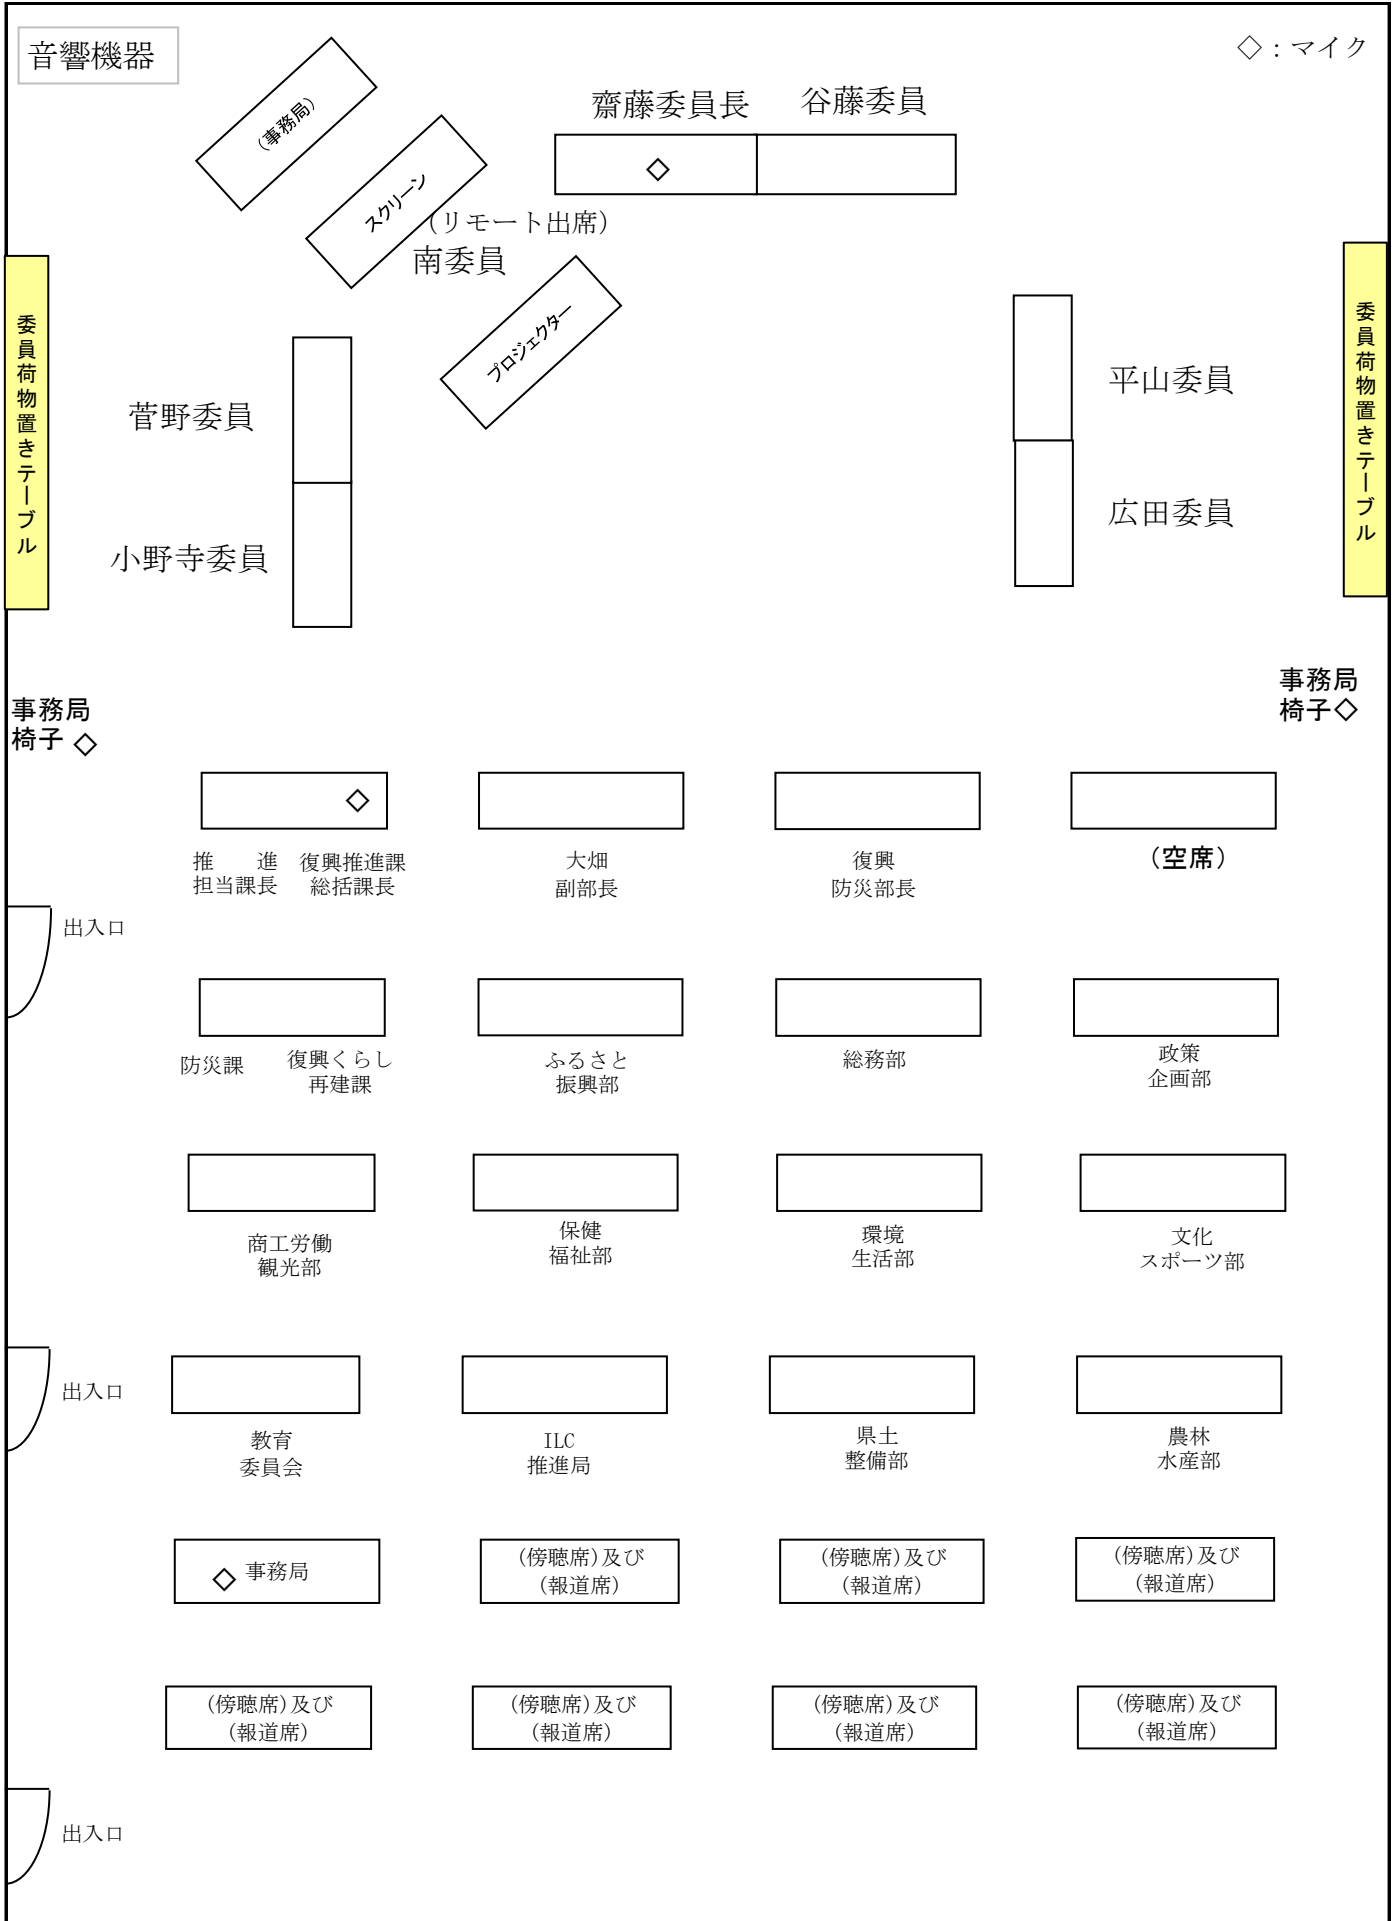 音響機器
◇：マイク
（事務局）
齋藤委員長
谷藤委員
◇
スクリーン
（リモート出席）
南委員
プロジェクター
委員荷物置きテーブル
委員荷物置きテーブル
菅野委員
平山委員
小野寺委員
広田委員
事務局
椅子 ◇
事務局
椅子◇
◇
推　進
担当課長
復興推進課
総括課長
大畑
副部長
復興
防災部長
（空席）
出入口
防災課
復興くらし
再建課
ふるさと
振興部
総務部
政策
企画部
商工労働
観光部
保健
福祉部
環境
生活部
文化
スポーツ部
出入口
教育
委員会
ILC
推進局
県土
整備部
農林
水産部
◇ 事務局
(傍聴席)及び
(報道席)
(傍聴席)及び
(報道席)
(傍聴席)及び
(報道席)
(傍聴席)及び
(報道席)
(傍聴席)及び
(報道席)
(傍聴席)及び
(報道席)
(傍聴席)及び
(報道席)
出入口